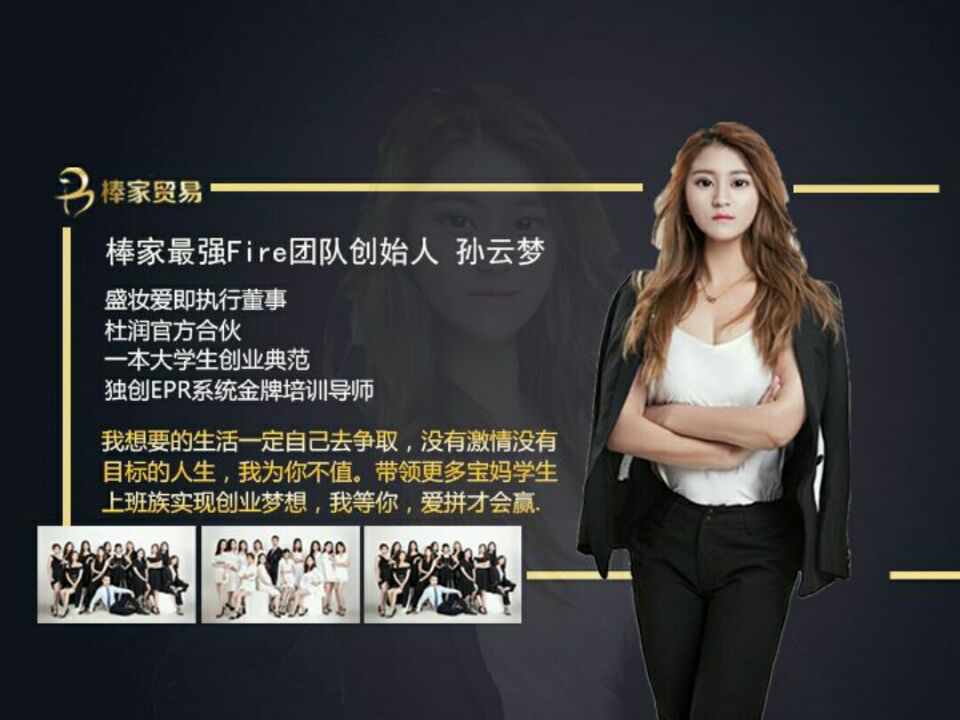 棒家贸易
棒家最强Fire团队创始人 孙云梦
盛妆爱即执行董事
杜润官方合伙
一本大学生创业典范
独创EPR系统金牌培训导师
我想要的生活一定自己去争取，没有激情没有
目标的人生，我为你不值。带领更多宝妈学生
上班族实现创业梦想，我等你，爱拼才会赢.